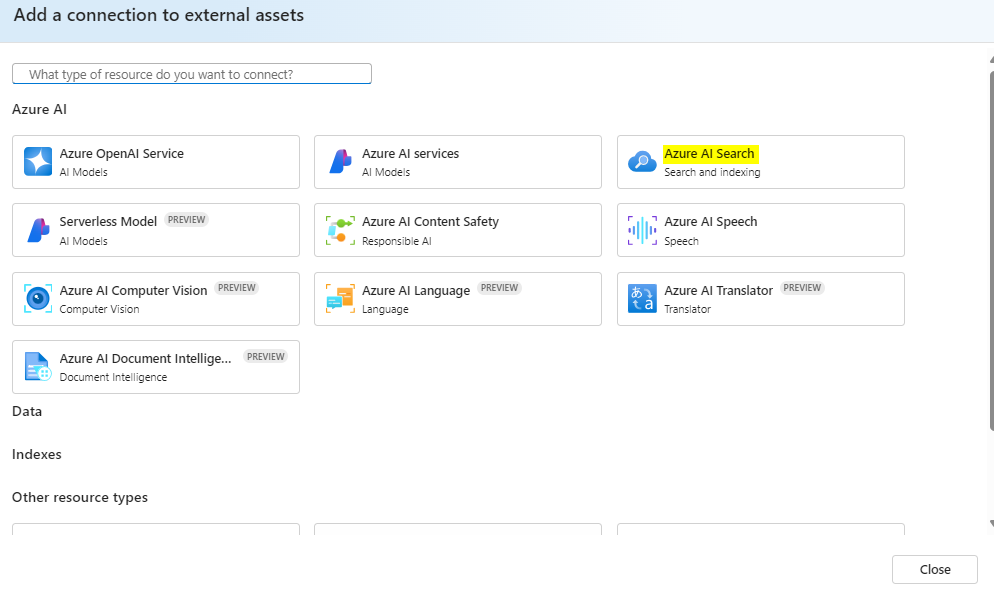 Add a connection to external assets
What type of resource do you want to connect?
Azure AI
Azure OpenAI Service
AI Models
Azure AI services
AI Models
Azure AI Search
Search and indexing
Serverless Model PREVIEW
AI Models
Azure AI Content Safety
Responsible AI
Azure AI Speech
Speech
Azure AI Computer Vision PREVIEW
Computer Vision
Azure AI Language PREVIEW
Language
Azure AI Translator PREVIEW
Translator
Azure AI Document Intellige... PREVIEW
Document Intelligence
Data
Indexes
Other resource types
Close